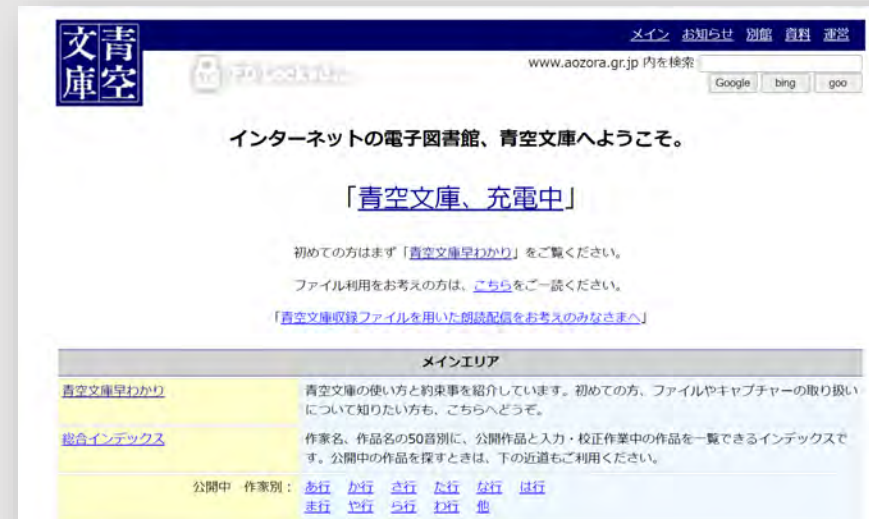 青空文庫
メイン お知らせ 別館 資料 運営
www.aozora.gr.jp 内を検索
Google bing goo
インターネットの電子図書館、青空文庫へようこそ。
「青空文庫、充電中」
初めての方はまず「青空文庫早わかり」をご覧ください。
ファイル利用をお考えの方は、こちらをご一読ください。
「青空文庫収録ファイルを用いた朗読配信をお考えのみなさまへ」
メインエリア
青空文庫早わかり 青空文庫の使い方と約束事を紹介しています。初めての方、ファイルやキャプチャーの取り扱い
について知りたい方も、こちらへどうぞ。
総合インデックス 作家名、作品名の50音別に、公開作品と入力・校正作業中の作品を一覧できるインデックスで
す。公開中の作品を探すときは、下の近道もご利用ください。
公開中 作家別： あ行 か行 さ行 た行 な行 は行
ま行 や行 ら行 わ行 他